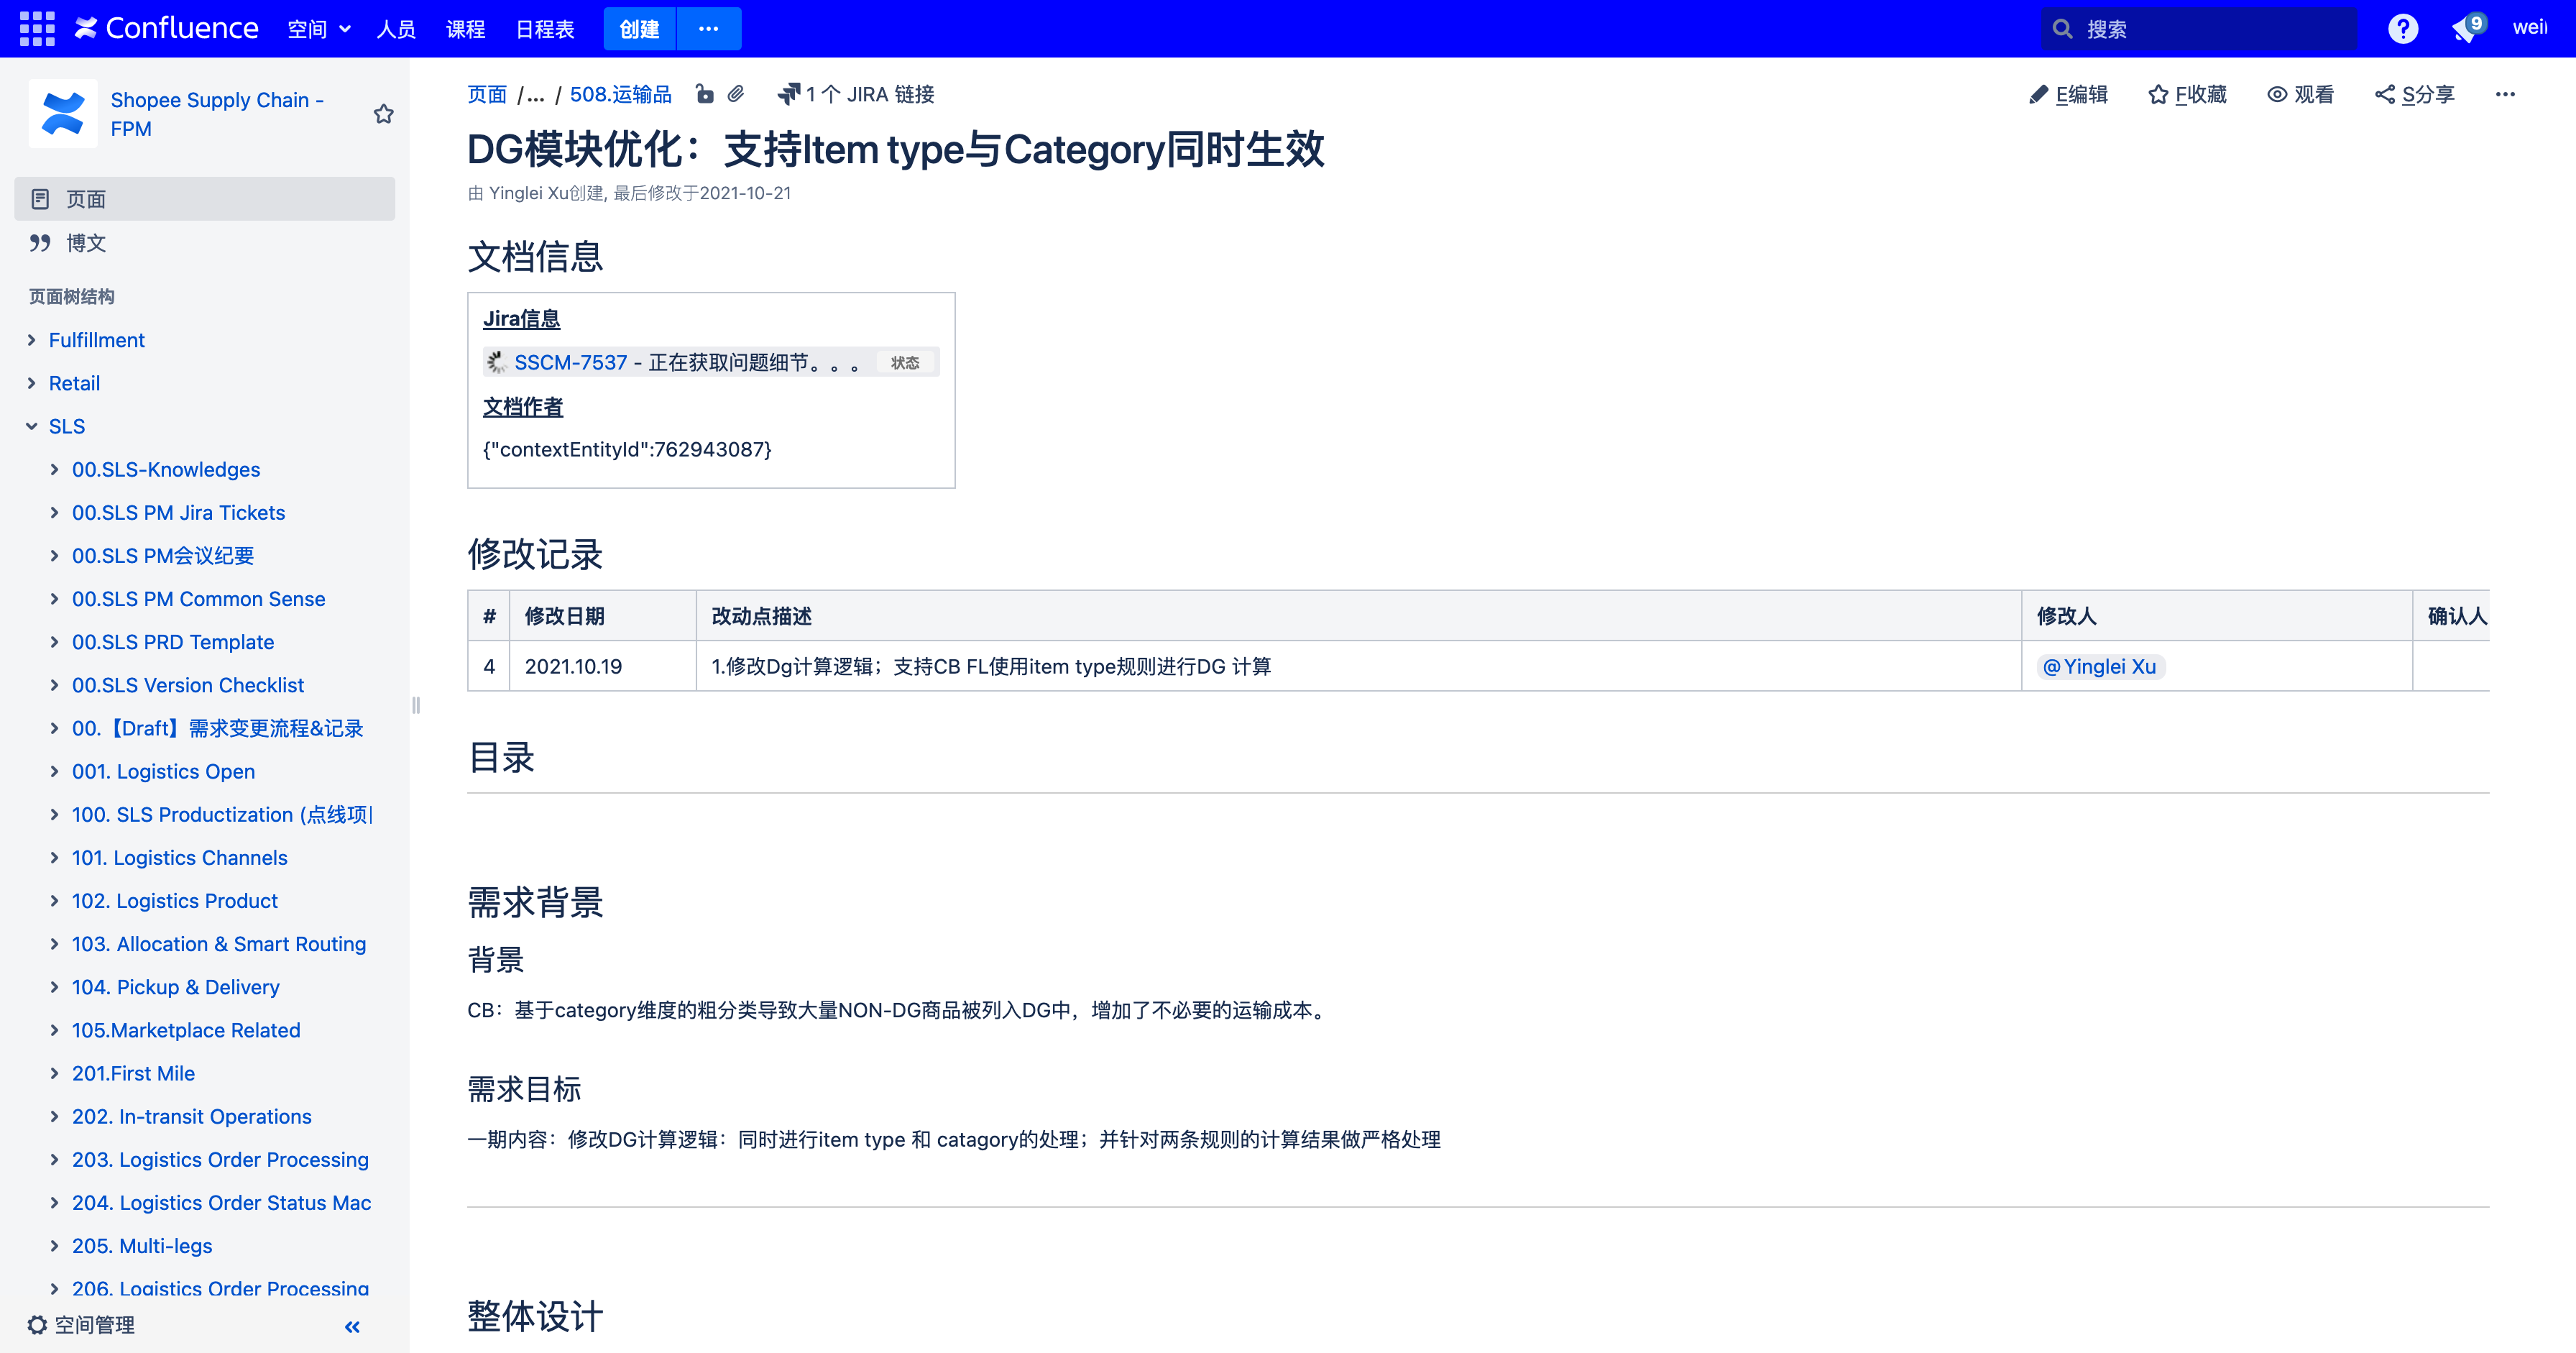 Confluence 空间 人员 课程 日程表 创建 ··· 搜索 9
Shopee Supply Chain -
FPM
页面
博文
页面树结构
Fulfillment
Retail
SLS
00.SLS-Knowledges
00.SLS PM Jira Tickets
00.SLS PM会议纪要
00.SLS PM Common Sense
00.SLS PRD Template
00.SLS Version Checklist
00.【Draft】需求变更流程&记录
001. Logistics Open
100. SLS Productization (点线项
101. Logistics Channels
102. Logistics Product
103. Allocation & Smart Routing
104. Pickup & Delivery
105.Marketplace Related
201.First Mile
202. In-transit Operations
203. Logistics Order Processing
204. Logistics Order Status Mac
205. Multi-legs
206. Logistics Order Processing
空间管理
页面 /... / 508.运输品 1 个 JIRA 链接
E编辑 F收藏 观看 S分享 ···
DG模块优化：支持Item type与Category同时生效
由 Yinglei Xu创建, 最后修改于2021-10-21
文档信息
Jira信息
SSCM-7537 - 正在获取问题细节。。。 状态
文档作者
{"contextEntityId":762943087}
修改记录
# 修改日期 改动点描述 修改人 确认人
4 2021.10.19 1.修改Dg计算逻辑；支持CB FL使用item type规则进行DG 计算 @Yinglei Xu
目录
需求背景
背景
CB：基于category维度的粗分类导致大量NON-DG商品被列入DG中，增加了不必要的运输成本。
需求目标
一期内容：修改DG计算逻辑：同时进行item type 和 catagory的处理；并针对两条规则的计算结果做严格处理
整体设计